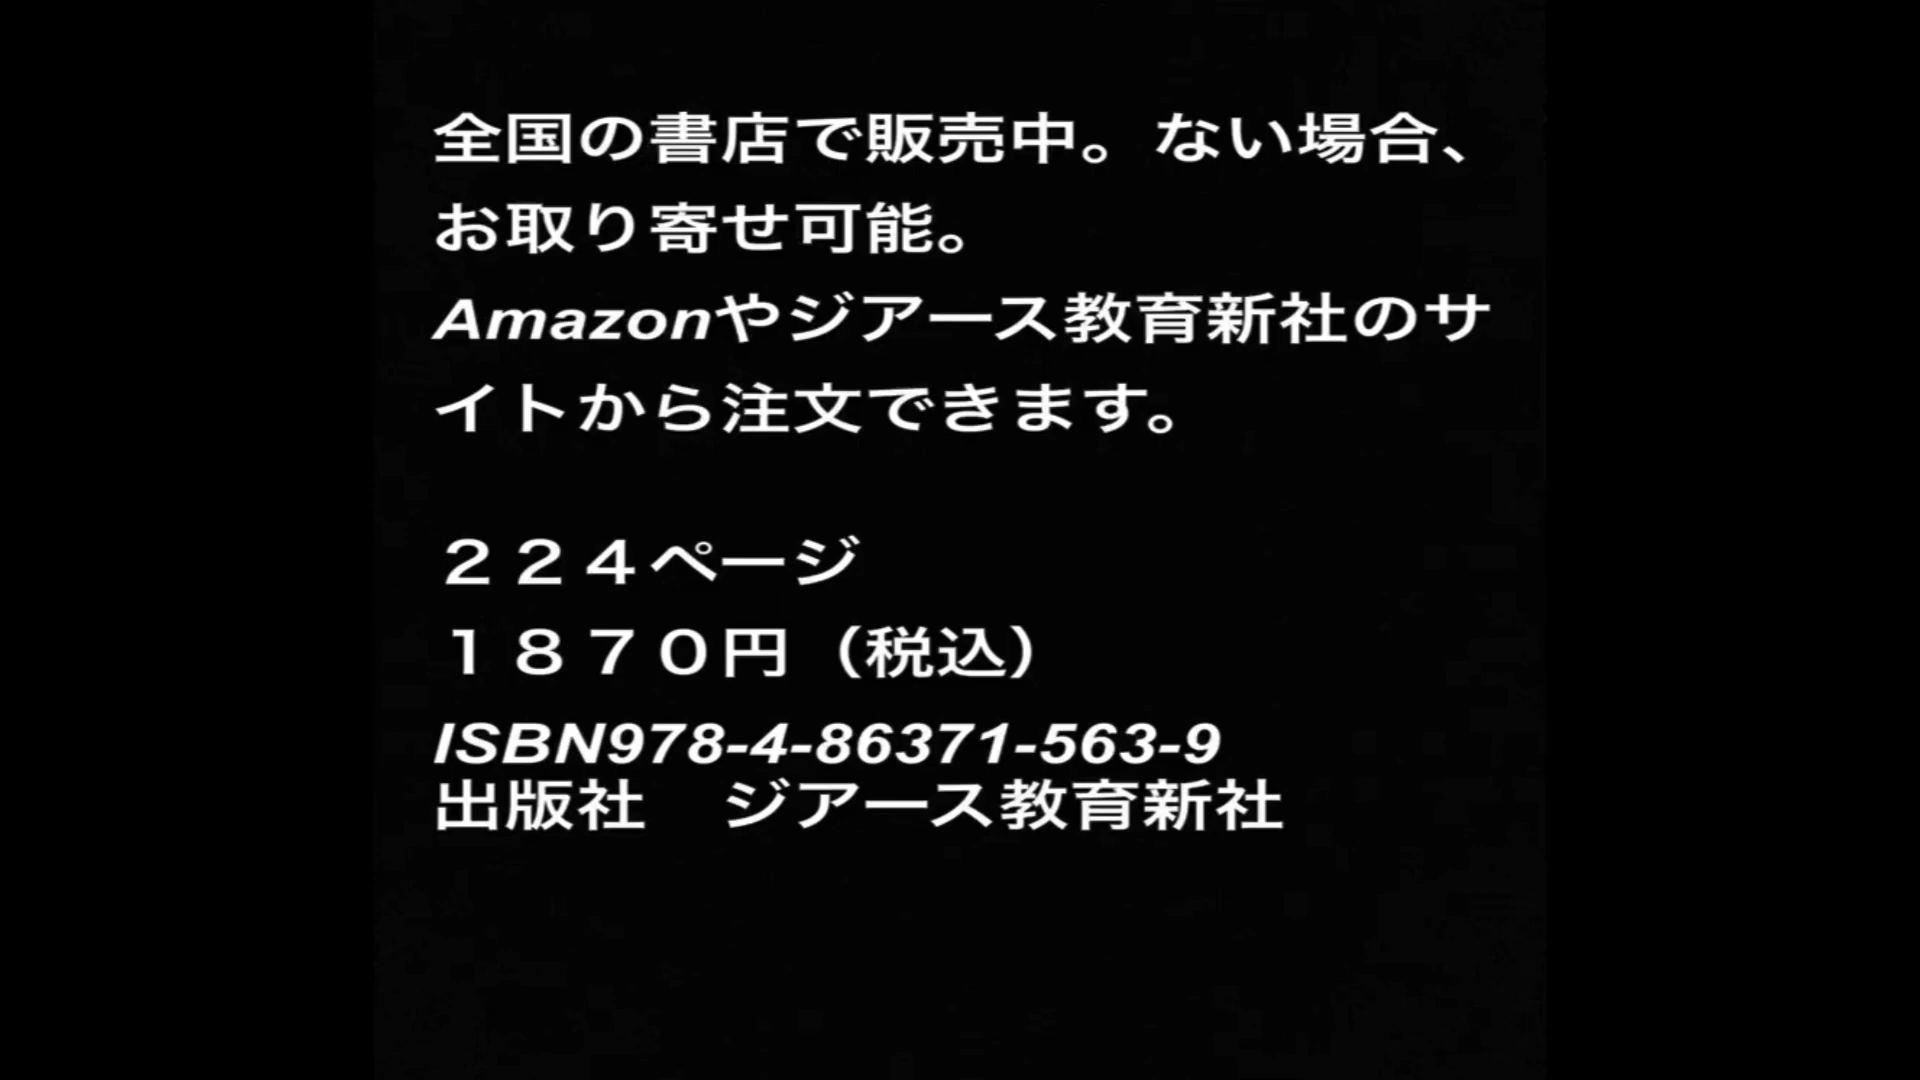 全国の書店で販売中。ない場合、
お取り寄せ可能。
Amazonやジアース教育新社のサ
イトから注文できます。
２２４ページ
１８７０円（税込）
ISBN978-4-86371-563-9
出版社　ジアース教育新社